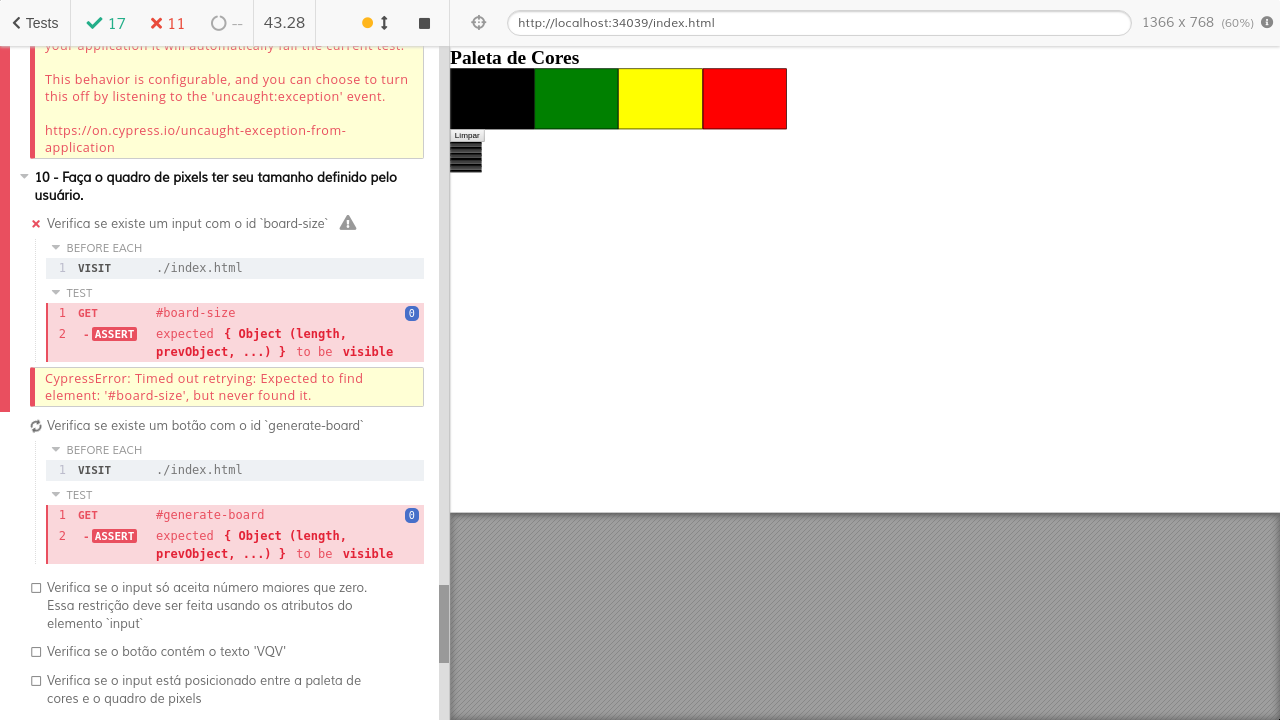 Tests
17
11
--
43.28
http://localhost:34039/index.html
1366 x 768 (60%)
your application it will automatically fail the current test.
This behavior is configurable, and you can choose to turn
this off by listening to the 'uncaught:exception' event.
https://on.cypress.io/uncaught-exception-from-
application
10 - Faça o quadro de pixels ter seu tamanho definido pelo
usuário.
Verifica se existe um input com o id `board-size`
BEFORE EACH
1 VISIT ./index.html
TEST
1 GET #board-size 0
2 -ASSERT expected { Object (length,
prevObject, ...) } to be visible
CypressError: Timed out retrying: Expected to find
element: '#board-size', but never found it.
Verifica se existe um botão com o id `generate-board`
BEFORE EACH
1 VISIT ./index.html
TEST
1 GET #generate-board 0
2 -ASSERT expected { Object (length,
prevObject, ...) } to be visible
Verifica se o input só aceita número maiores que zero.
Essa restrição deve ser feita usando os atributos do
elemento `input`
Verifica se o botão contém o texto 'VQV'
Verifica se o input está posicionado entre a paleta de
cores e o quadro de pixels
Paleta de Cores
Limpar